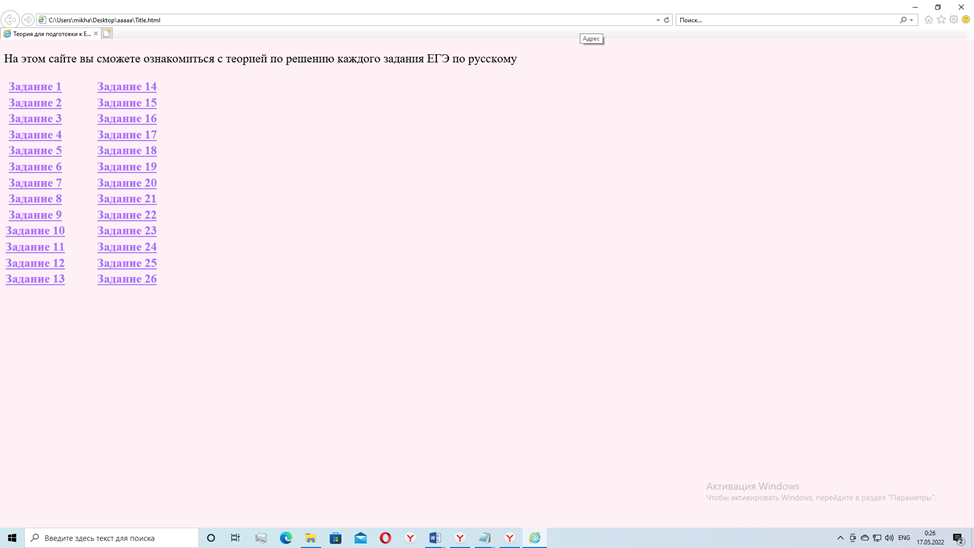 C:\Users\mikha\Desktop\aaaaa\Title.html
Поиск...
Теория для подготовки к Е...
Адрес
На этом сайте вы сможете ознакомиться с теорией по решению каждого задания ЕГЭ по русскому
Задание 1 Задание 14
Задание 2 Задание 15
Задание 3 Задание 16
Задание 4 Задание 17
Задание 5 Задание 18
Задание 6 Задание 19
Задание 7 Задание 20
Задание 8 Задание 21
Задание 9 Задание 22
Задание 10 Задание 23
Задание 11 Задание 24
Задание 12 Задание 25
Задание 13 Задание 26
Активация Windows
Чтобы активировать Windows, перейдите в раздел "Параметры".
Введите здесь текст для поиска
ENG
0:26
17.05.2022
2